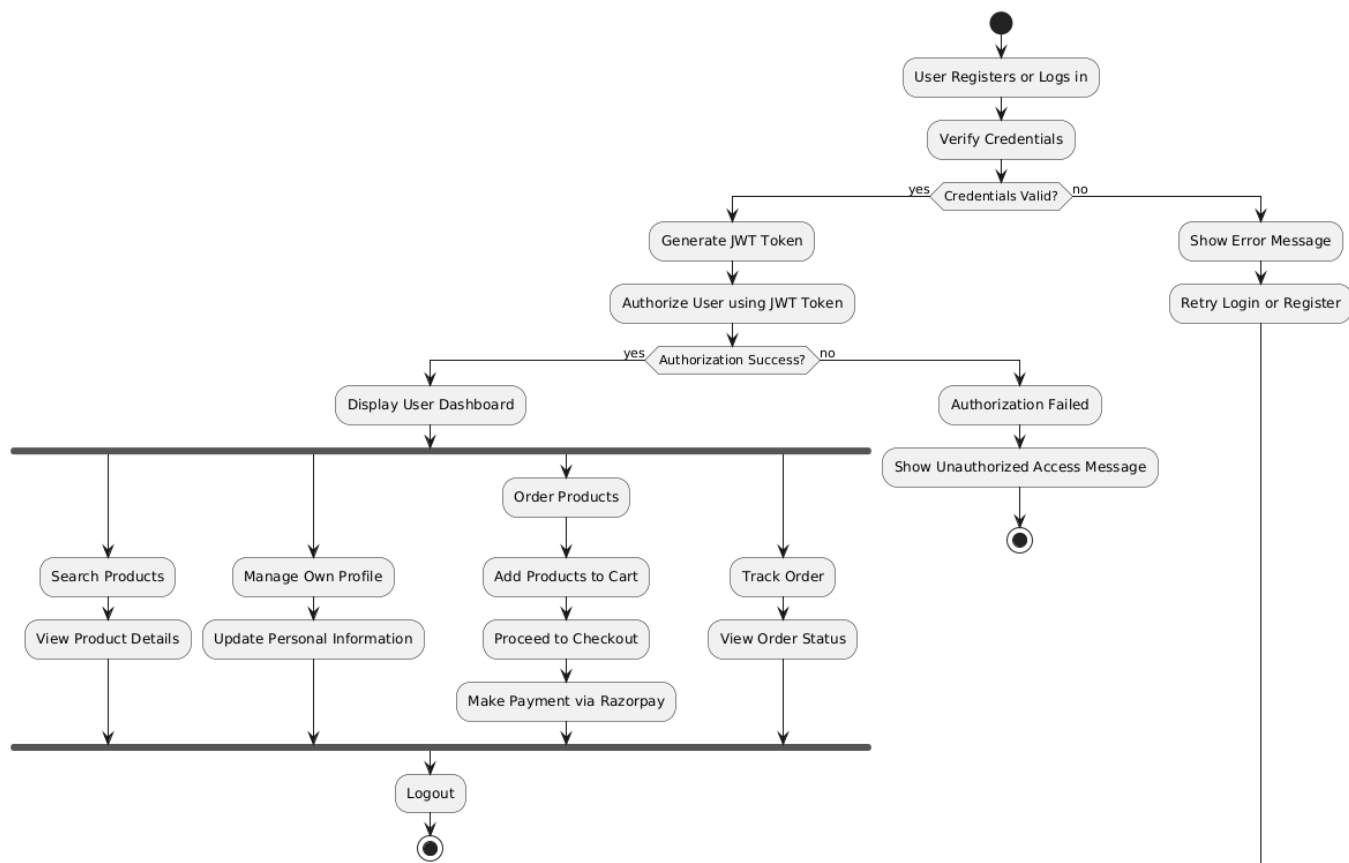 User Registers or Logs in
Verify Credentials
yes
Credentials Valid?
no
Generate JWT Token
Show Error Message
Authorize User using JWT Token
Retry Login or Register
yes
Authorization Success?
no
Display User Dashboard
Authorization Failed
Show Unauthorized Access Message
Order Products
Search Products
Manage Own Profile
Add Products to Cart
Track Order
View Product Details
Update Personal Information
Proceed to Checkout
View Order Status
Make Payment via Razorpay
Logout